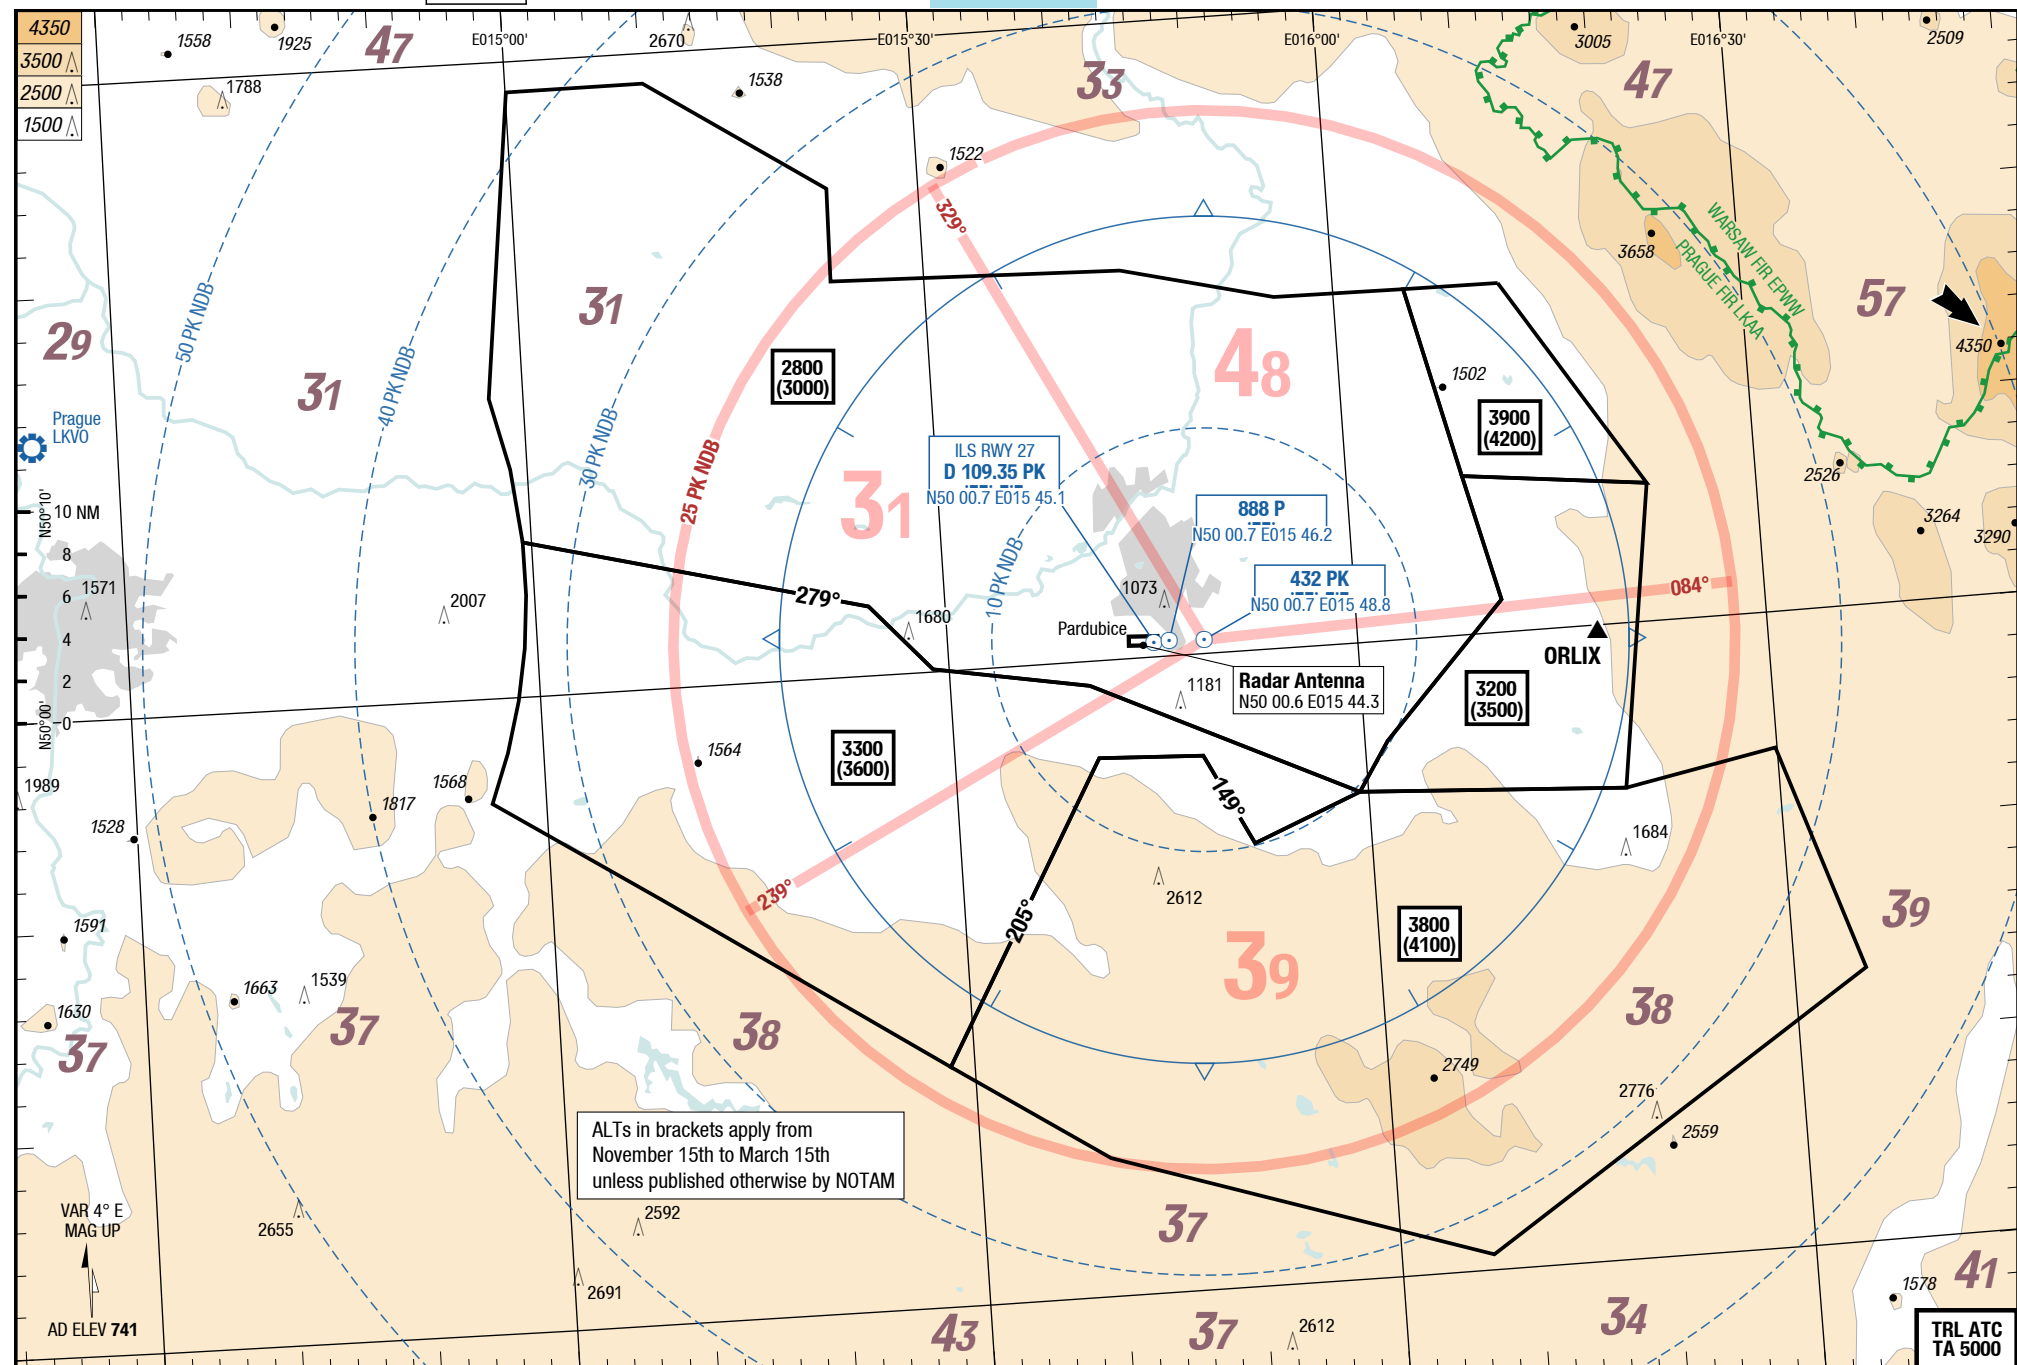 4350
3500
2500
1500
1558
1925
1788
47
E015°00'
2670
1538
E015°30'
33
E016°00'
3005
E016°30'
2509
47
1522
329°
3658
WARSAW FIR EPWW
PRAGUE FIR LKAA
57
4350
50 PK NDB
40 PK NDB
30 PK NDB
25 PK NDB
10 PK NDB
31
29
31
2800
(3000)
48
1502
3900
(4200)
Prague
LKVO
ILS RWY 27
D 109.35 PK
N50 00.7 E015 45.1
31
888 P
N50 00.7 E015 46.2
2526
3264
3290
N50°10'
10 NM
8
6
4
2
0
N50°00'
1571
2007
279°
1680
1073
432 PK
N50 00.7 E015 48.8
084°
Pardubice
ORLIX
1181
Radar Antenna
N50 00.6 E015 44.3
3200
(3500)
1564
3300
(3600)
1989
1568
1817
1528
149°
1684
239°
2612
205°
3800
(4100)
39
39
1591
1663
1539
1630
37
37
38
38
2749
2776
2559
ALTs in brackets apply from
November 15th to March 15th
unless published otherwise by NOTAM
VAR 4° E
MAG UP
2655
2592
37
2691
AD ELEV 741
43
37
2612
34
41
1578
TRL ATC
TA 5000